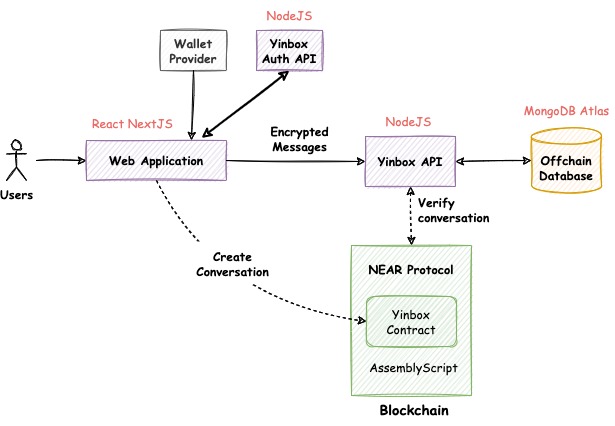 NodeJS
Wallet
Provider
Yinbox
Auth API
React NextJS
NodeJS
MongoDB Atlas
Users
Web Application
Encrypted
Messages
Yinbox API
Offchain
Database
Verify
conversation
Create
Conversation
NEAR Protocol
Yinbox
Contract
AssemblyScript
Blockchain